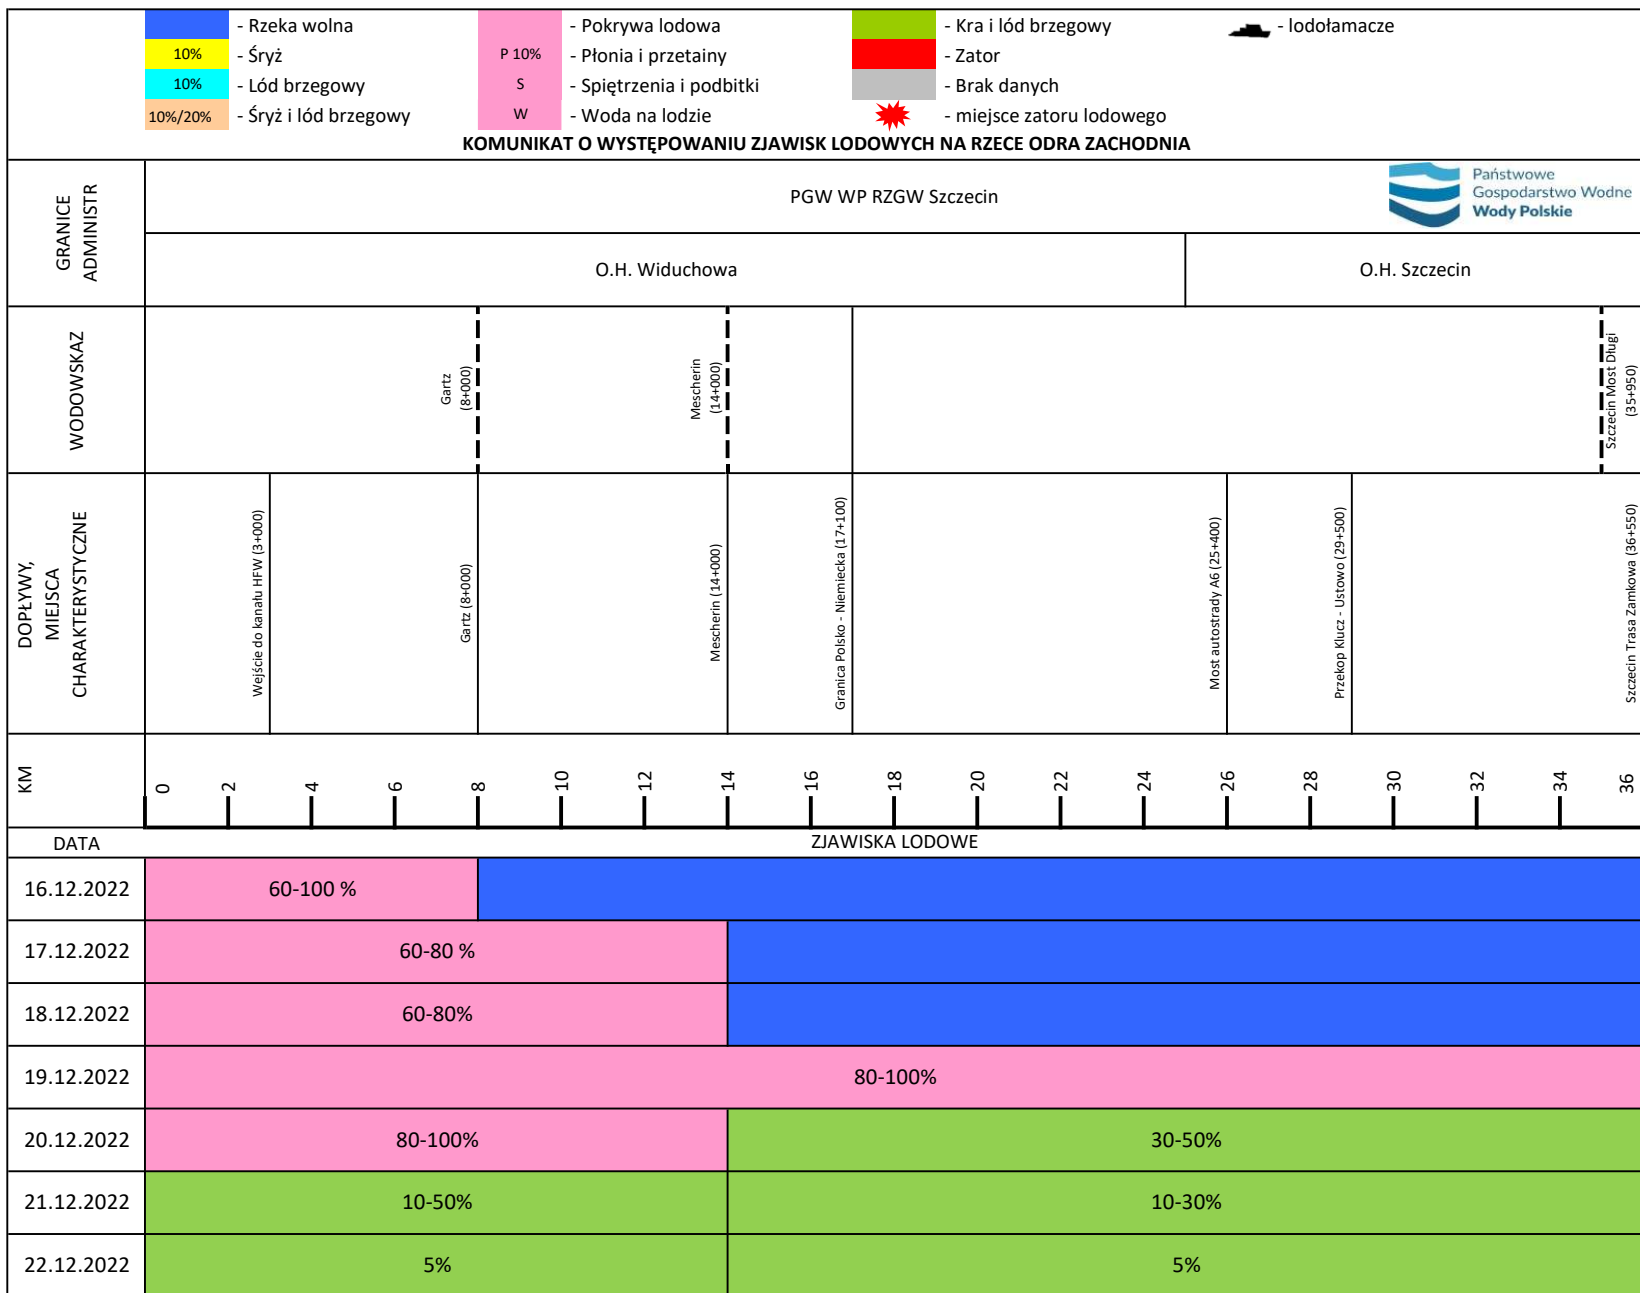 - Rzeka wolna
- Pokrywa lodowa
- Kra i lód brzegowy
- lodołamacze
10%
- Śryż
P 10%
- Płonia i przetainy
- Zator
10%
- Lód brzegowy
S
- Spiętrzenia i podbitki
- Brak danych
10%/20%
- Śryż i lód brzegowy
W
- Woda na lodzie
- miejsce zatoru lodowego
KOMUNIKAT O WYSTĘPOWANIU ZJAWISK LODOWYCH NA RZECE ODRA ZACHODNIA
GRANICE
ADMINISTR
PGW WP RZGW Szczecin
Państwowe
Gospodarstwo Wodne
Wody Polskie
O.H. Widuchowa
O.H. Szczecin
WODOWSKAZ
Gartz
(8+000)
Mescherin
(14+000)
Szczecin Most Długi
(35+950)
DOPŁYWY,
MIEJSCA
CHARAKTERYSTYCZNE
Wejście do kanału HFW (3+000)
Gartz (8+000)
Mescherin (14+000)
Granica Polsko - Niemiecka (17+100)
Most autostrady A6 (25+400)
Przekop Klucz - Ustowo (29+500)
Szczecin Trasa Zamkowa (36+550)
KM
0 2 4 6 8 10 12 14 16 18 20 22 24 26 28 30 32 34 36
DATA
ZJAWISKA LODOWE
16.12.2022
60-100 %
17.12.2022
60-80 %
18.12.2022
60-80%
19.12.2022
80-100%
20.12.2022
80-100%
30-50%
21.12.2022
10-50%
10-30%
22.12.2022
5%
5%